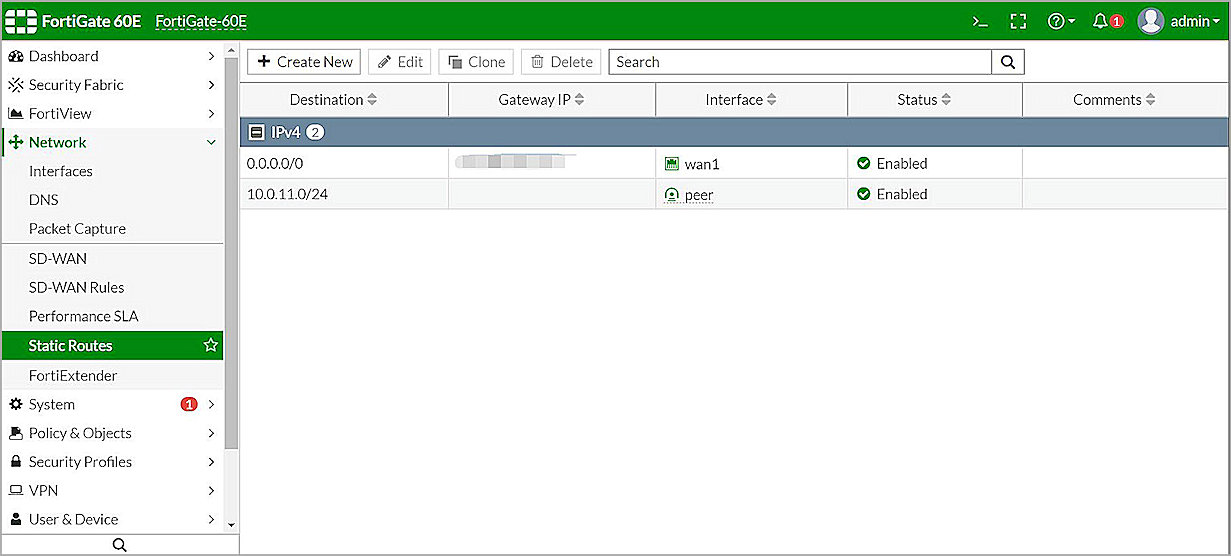 FortiGate 60E FortiGate-60E >_ 1 admin
Dashboard
Security Fabric
FortiView
Network
Interfaces
DNS
Packet Capture
SD-WAN
SD-WAN Rules
Performance SLA
Static Routes
FortiExtender
System 1
Policy & Objects
Security Profiles
VPN
User & Device
+ Create New Edit Clone Delete Search
Destination Gateway IP Interface Status Comments
IPv4 2
0.0.0.0/0 wan1 Enabled
10.0.11.0/24 peer Enabled